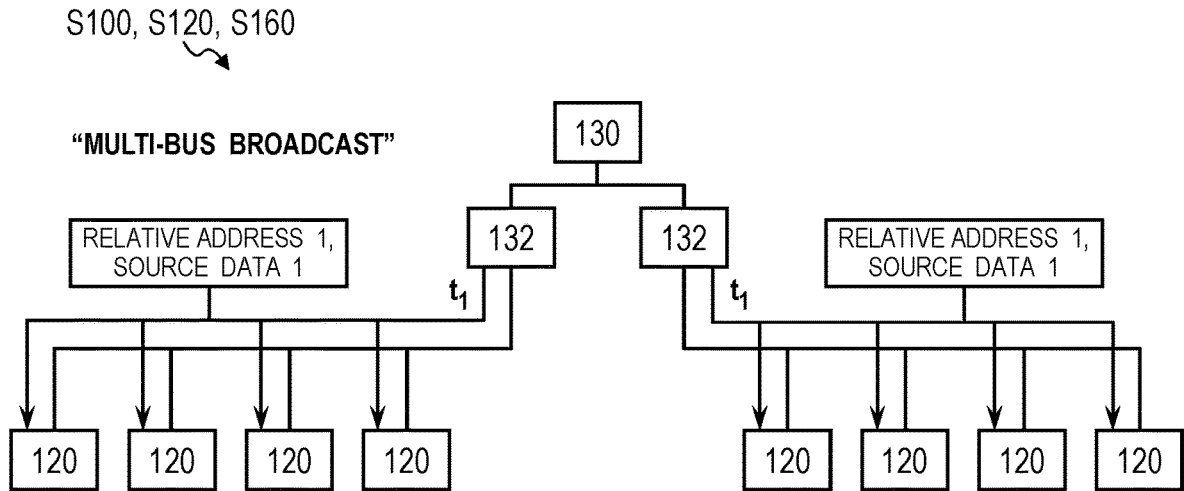 S100, S120, S160
“MULTI-BUS BROADCAST”
130
RELATIVE ADDRESS 1,
SOURCE DATA 1
132
132
RELATIVE ADDRESS 1,
SOURCE DATA 1
t1
t1
120
120
120
120
120
120
120
120